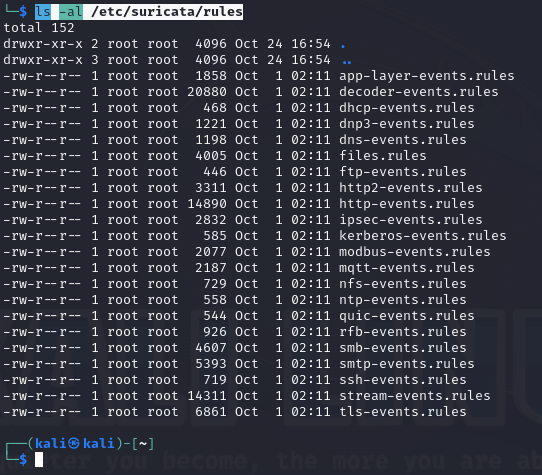 └─$ ls -al /etc/suricata/rules
total 152
drwxr-xr-x 2 root root  4096 Oct 24 16:54 .
drwxr-xr-x 3 root root  4096 Oct 24 16:54 ..
-rw-r--r-- 1 root root  1858 Oct  1 02:11 app-layer-events.rules
-rw-r--r-- 1 root root 20880 Oct  1 02:11 decoder-events.rules
-rw-r--r-- 1 root root   468 Oct  1 02:11 dhcp-events.rules
-rw-r--r-- 1 root root  1221 Oct  1 02:11 dnp3-events.rules
-rw-r--r-- 1 root root  1198 Oct  1 02:11 dns-events.rules
-rw-r--r-- 1 root root  4005 Oct  1 02:11 files.rules
-rw-r--r-- 1 root root   446 Oct  1 02:11 ftp-events.rules
-rw-r--r-- 1 root root  3311 Oct  1 02:11 http2-events.rules
-rw-r--r-- 1 root root 14890 Oct  1 02:11 http-events.rules
-rw-r--r-- 1 root root  2832 Oct  1 02:11 ipsec-events.rules
-rw-r--r-- 1 root root   585 Oct  1 02:11 kerberos-events.rules
-rw-r--r-- 1 root root  2077 Oct  1 02:11 modbus-events.rules
-rw-r--r-- 1 root root  2187 Oct  1 02:11 mqtt-events.rules
-rw-r--r-- 1 root root   729 Oct  1 02:11 nfs-events.rules
-rw-r--r-- 1 root root   558 Oct  1 02:11 ntp-events.rules
-rw-r--r-- 1 root root   544 Oct  1 02:11 quic-events.rules
-rw-r--r-- 1 root root   926 Oct  1 02:11 rfb-events.rules
-rw-r--r-- 1 root root  4607 Oct  1 02:11 smb-events.rules
-rw-r--r-- 1 root root  5393 Oct  1 02:11 smtp-events.rules
-rw-r--r-- 1 root root   719 Oct  1 02:11 ssh-events.rules
-rw-r--r-- 1 root root 14311 Oct  1 02:11 stream-events.rules
-rw-r--r-- 1 root root  6861 Oct  1 02:11 tls-events.rules
┌──(kali㉿kali)-[~]
└─$
you become, the more you are